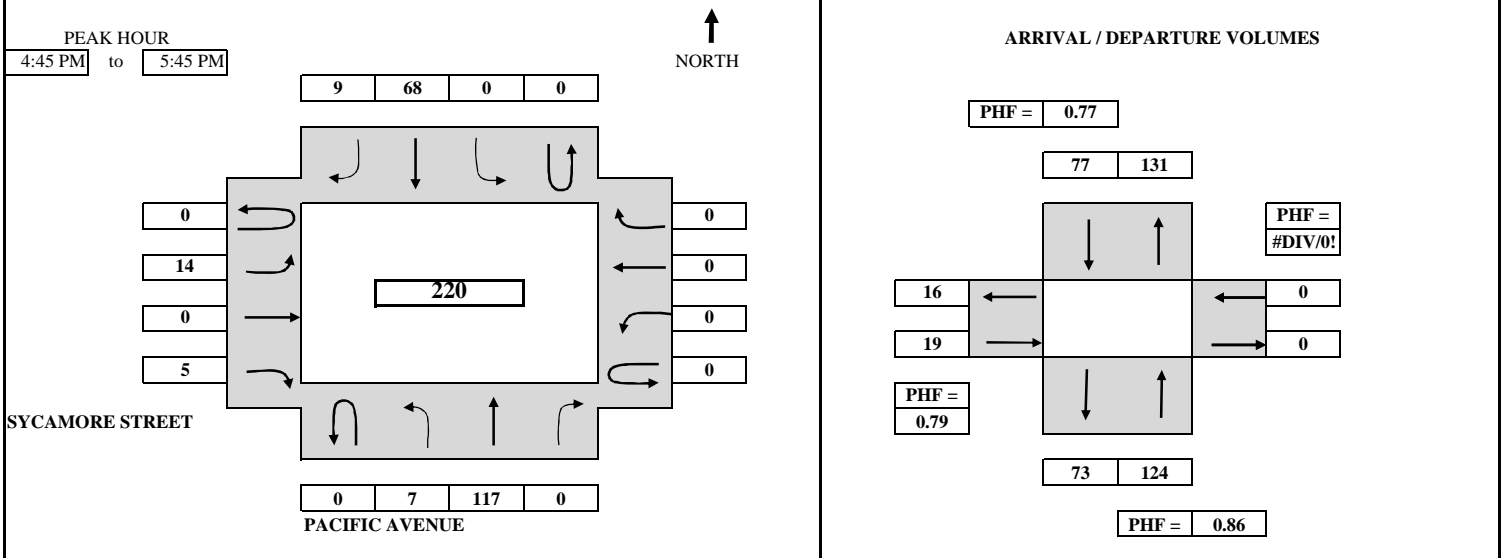 PEAK HOUR
4:45 PM to 5:45 PM
NORTH
9 68 0 0
0
14
0
5
220
0
0
0
0
SYCAMORE STREET
0 7 117 0
PACIFIC AVENUE
ARRIVAL / DEPARTURE VOLUMES
PHF = 0.77
77 131
PHF =
#DIV/0!
16
19
0
0
PHF =
0.79
73 124
PHF = 0.86